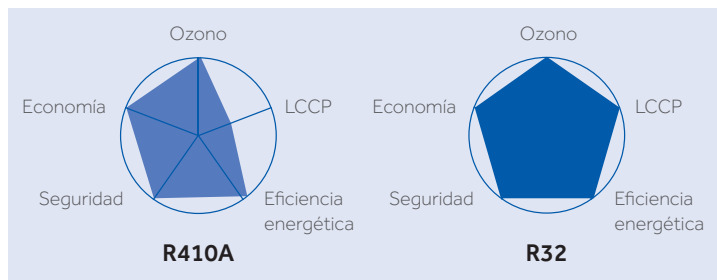 Ozono
Economía
LCCP
Seguridad
Eficiencia
energética
R410A
Ozono
Economía
LCCP
Seguridad
Eficiencia
energética
R32